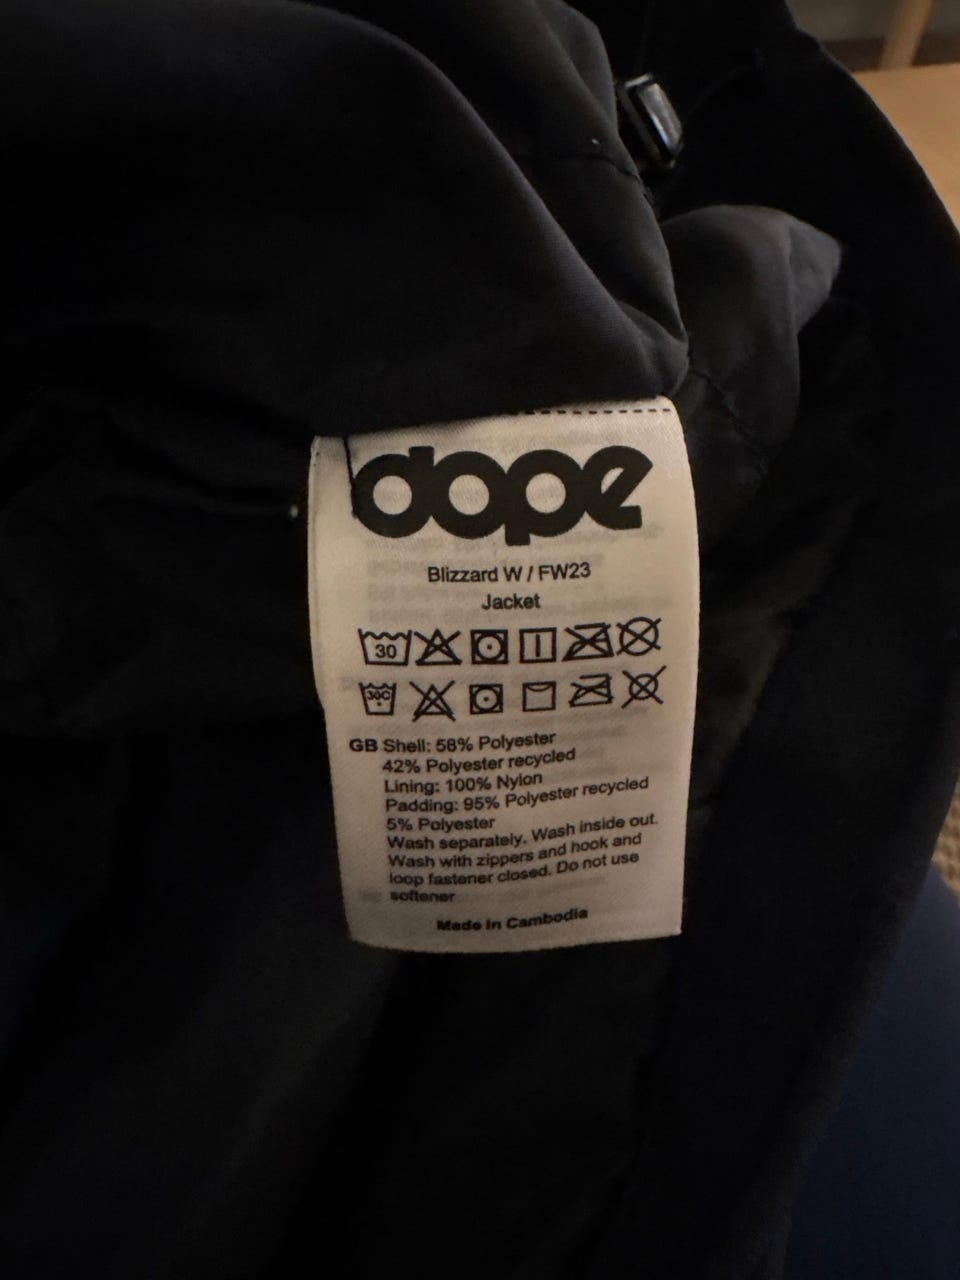 dope
Blizzard W / FW23
Jacket
30
30C
GB Shell: 58% Polyester
42% Polyester recycled
Lining: 100% Nylon
Padding: 95% Polyester recycled
5% Polyester
Wash separately. Wash inside out.
Wash with zippers and hook and
loop fastener closed. Do not use
softener
Made In Cambodia